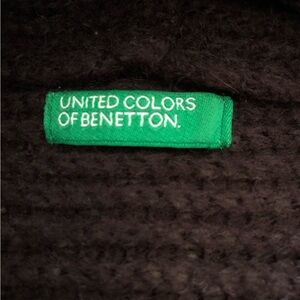 UNITED COLORS
OF BENETTON.